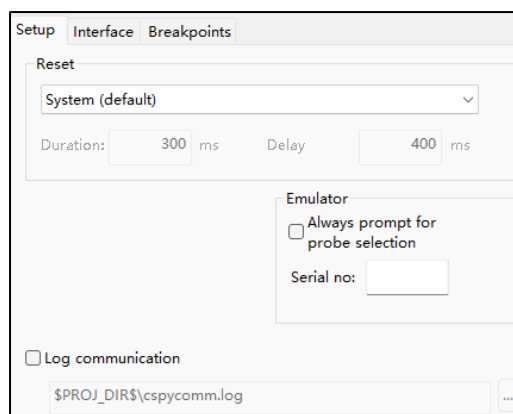 Setup Interface Breakpoints
Reset
System (default)
Duration: 300 ms Delay 400 ms
Emulator
Always prompt for
probe selection
Serial no:
Log communication
$PROJ_DIR$\cspycomm.log ...